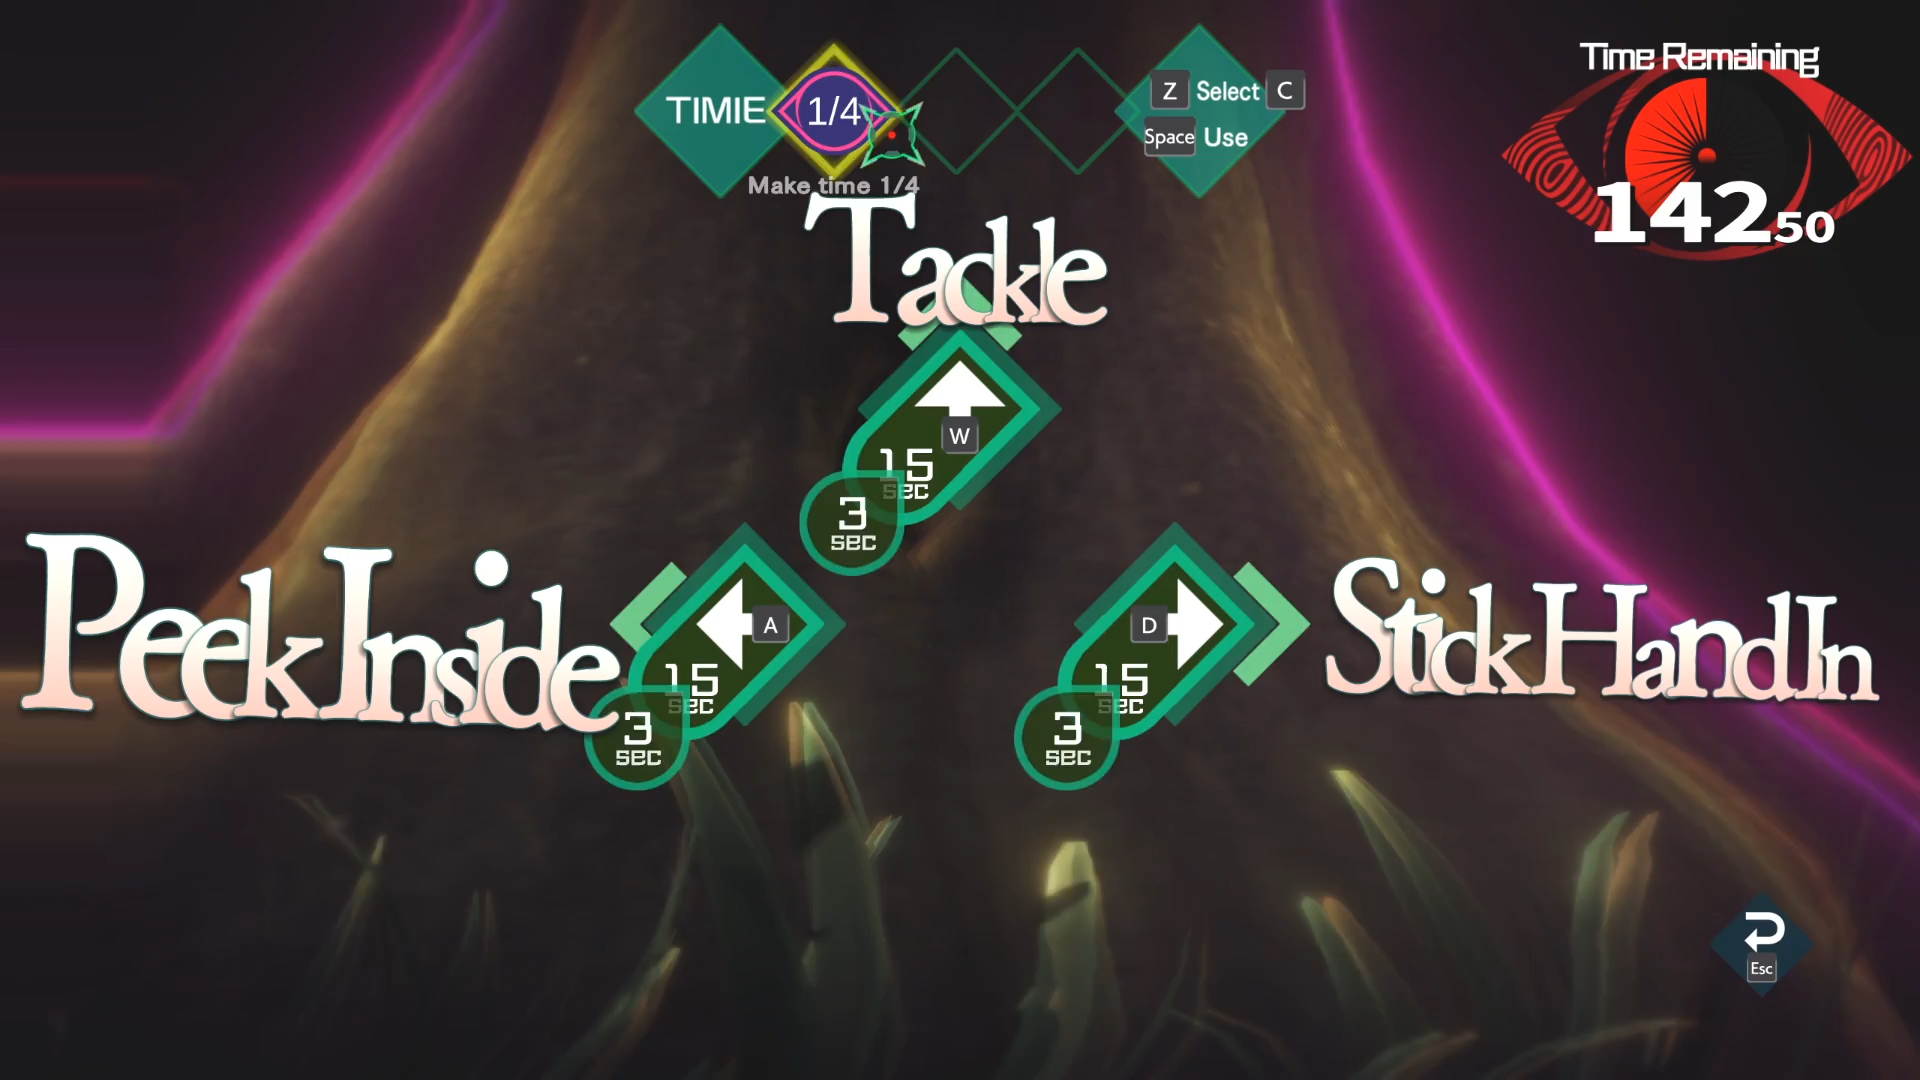 TIMIE
1/4
Z Select C
Space Use
Make time 1/4
Time Remaining
142 50
Tackle
W
15
sec
3
sec
Peek Inside
A
15
sec
3
sec
D
15
sec
3
sec
Stick Hand In
Esc